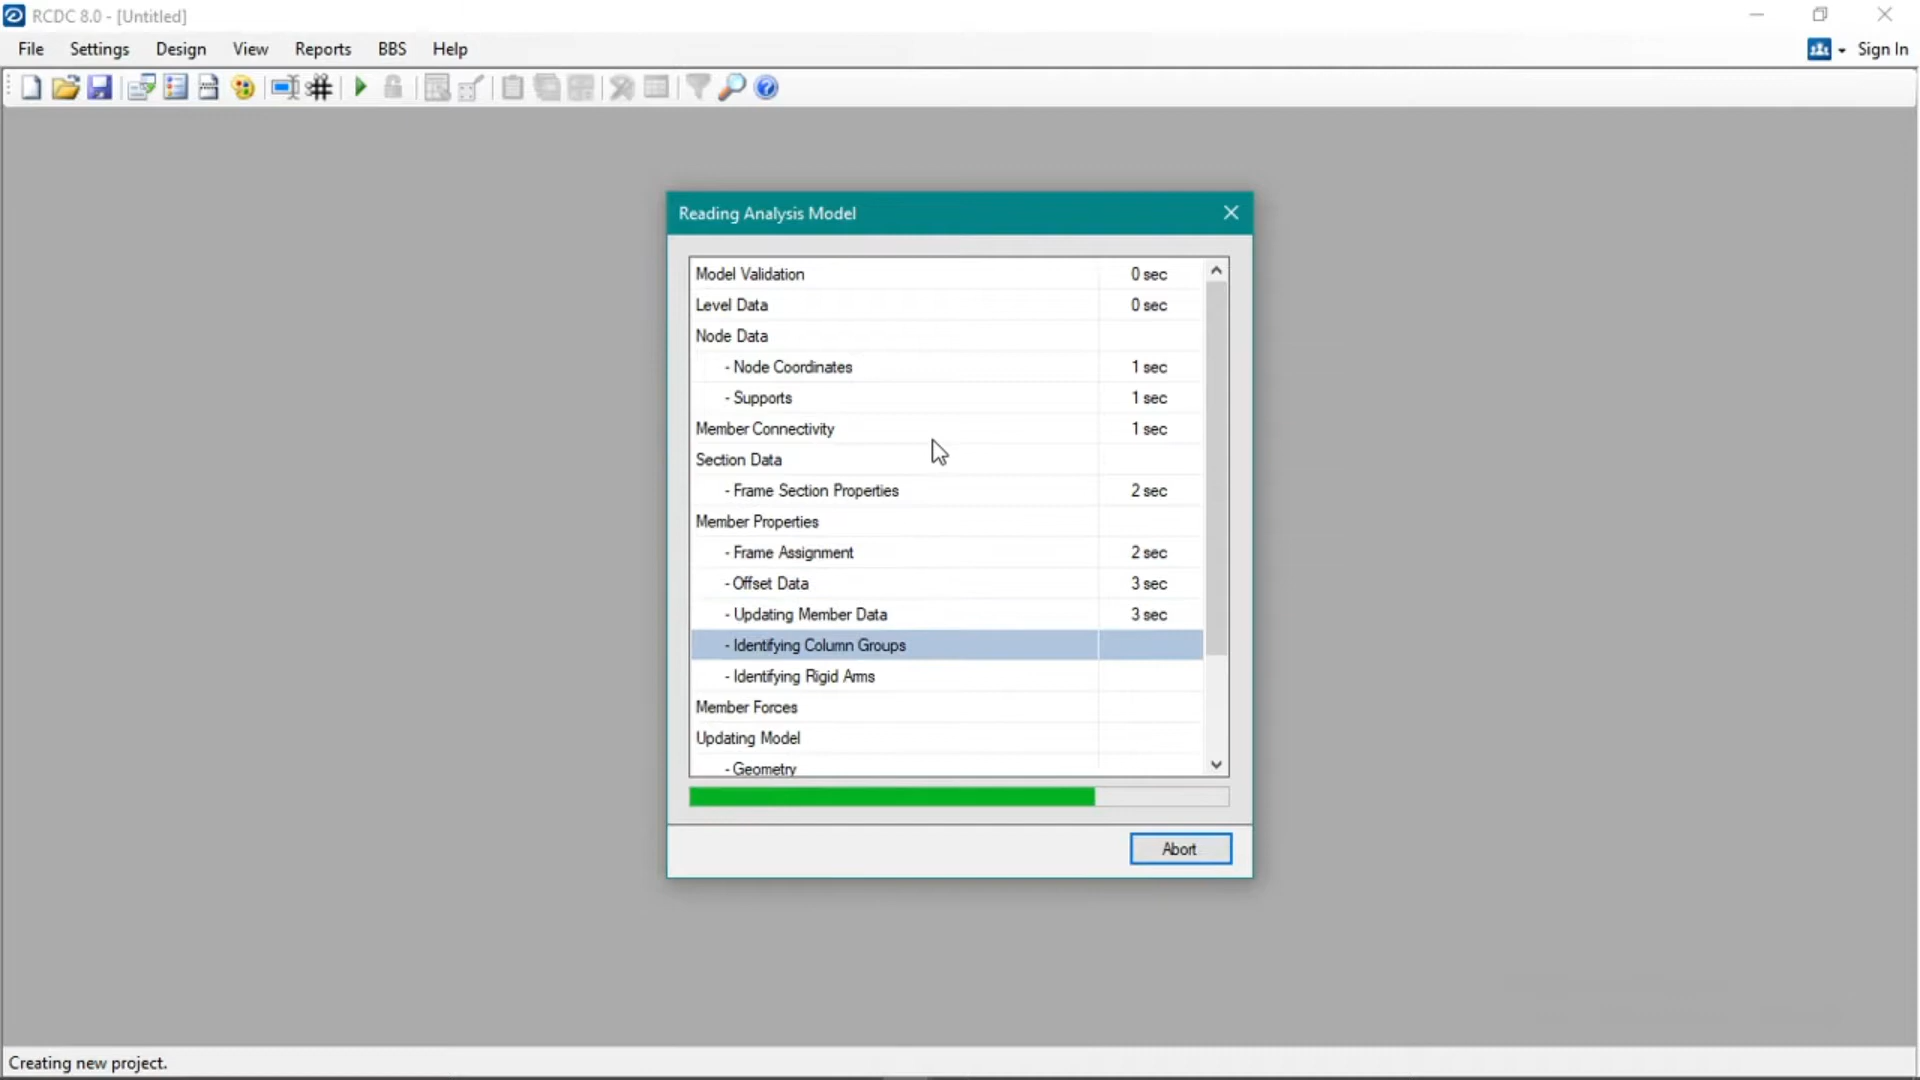 RCDC 8.0 - [Untitled]
File Settings Design View Reports BBS Help Sign In
Reading Analysis Model
Model Validation 0 sec
Level Data 0 sec
Node Data
- Node Coordinates 1 sec
- Supports 1 sec
Member Connectivity 1 sec
Section Data
- Frame Section Properties 2 sec
Member Properties
- Frame Assignment 2 sec
- Offset Data 3 sec
- Updating Member Data 3 sec
- Identifying Column Groups
- Identifying Rigid Arms
Member Forces
Updating Model
- Geometry
Abort
Creating new project.